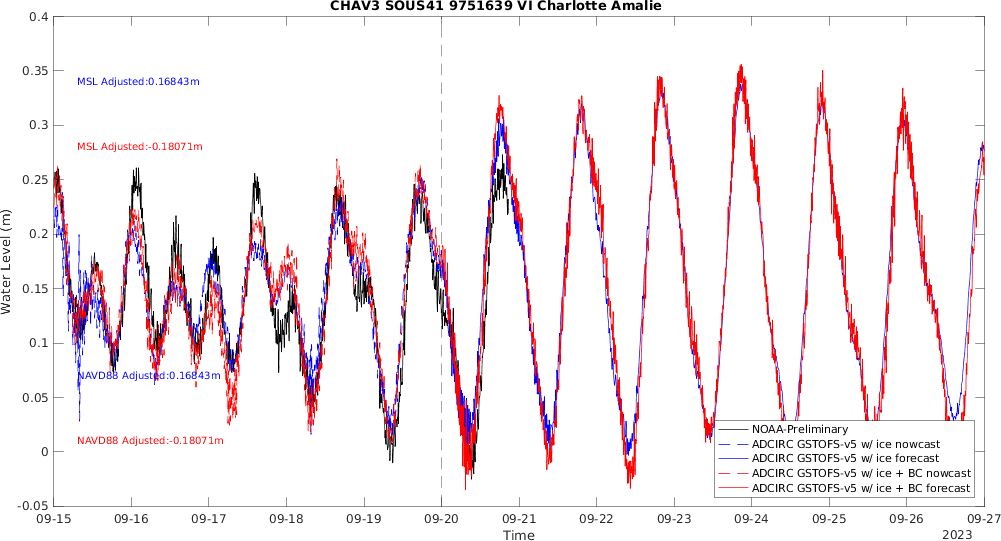 CHAV3 SOUS41 9751639 VI Charlotte Amalie
0.4
0.35
0.3
0.25
0.2
0.15
0.1
0.05
0
-0.05
Water Level (m)
MSL Adjusted:0.16843m
MSL Adjusted:-0.18071m
NAVD88 Adjusted:0.16843m
NAVD88 Adjusted:-0.18071m
NOAA-Preliminary
ADCIRC GSTOFS-v5 w/ ice nowcast
ADCIRC GSTOFS-v5 w/ ice forecast
ADCIRC GSTOFS-v5 w/ ice + BC nowcast
ADCIRC GSTOFS-v5 w/ ice + BC forecast
09-15 09-16 09-17 09-18 09-19 09-20 09-21 09-22 09-23 09-24 09-25 09-26 09-27
Time
2023